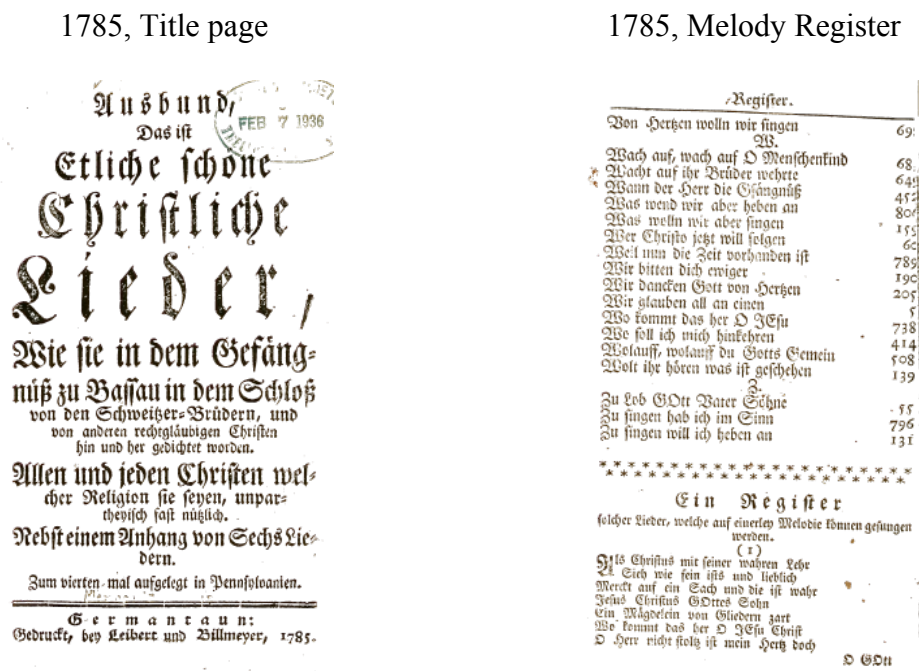 1785, Title page
Ausbund,
Das ist
Etliche schöne
Christliche
Lieder,
Wie sie in dem Gefäng-
nüß zu Bassau in dem Schloß
von den Schweitzer-Brüdern, und
von anderen rechtgläubigen Christen
hin und her gedichtet worden.
Allen und jeden Christen wel-
cher Religion sie seyen, unpar-
theyisch fast nützlich.
Nebst einem Anhang von Sechs Lie-
dern.
Zum vierten mal aufgelegt in Pennsylvanien.
Germantaun:
Gedruckt, bey Leibert und Billmeyer, 1785.
FEB 7 1936
1785, Melody Register
Register.
Von Hertzen wolln wir singen 69
W.
Wach auf, wach auf O Menschenkind 68
Wacht auf ihr Brüder wehrte 649
Wann der Herr die Gfängnüß 452
Was wend wir aber heben an 802
Was wolln wir aber singen 155
Wer Christo jetzt will folgen 60
Weil nun die Zeit vorhanden ist 789
Wir bitten dich ewiger 190
Wir dancken Gott von Hertzen 205
Wir glauben all an einen 5
Wo kommt das her O JEsu 738
Wo soll ich mich hinkehren 414
Wolauff, wolauff du Gotts Gemein 508
Wolt ihr hören was ist geschehen 139
Z.
Zu Lob GOtt Vater Söhne 55
Zu singen hab ich im Sinn 796
Zu singen will ich heben an 131
Ein Register
solcher Lieder, welche auf einerley Melodie können gesungen
werden.
(1)
Als Christus mit seiner wahren Lehr
Sieh wie fein ists und lieblich
Merckt auf ein Sach und die ist wahr
Jesus Christus GOttes Sohn
Ein Mägdelein von Gliedern zart
Wo kommt das her O JEsu Christ
O Herr nicht stoltz ist mein Hertz doch
O GOtt